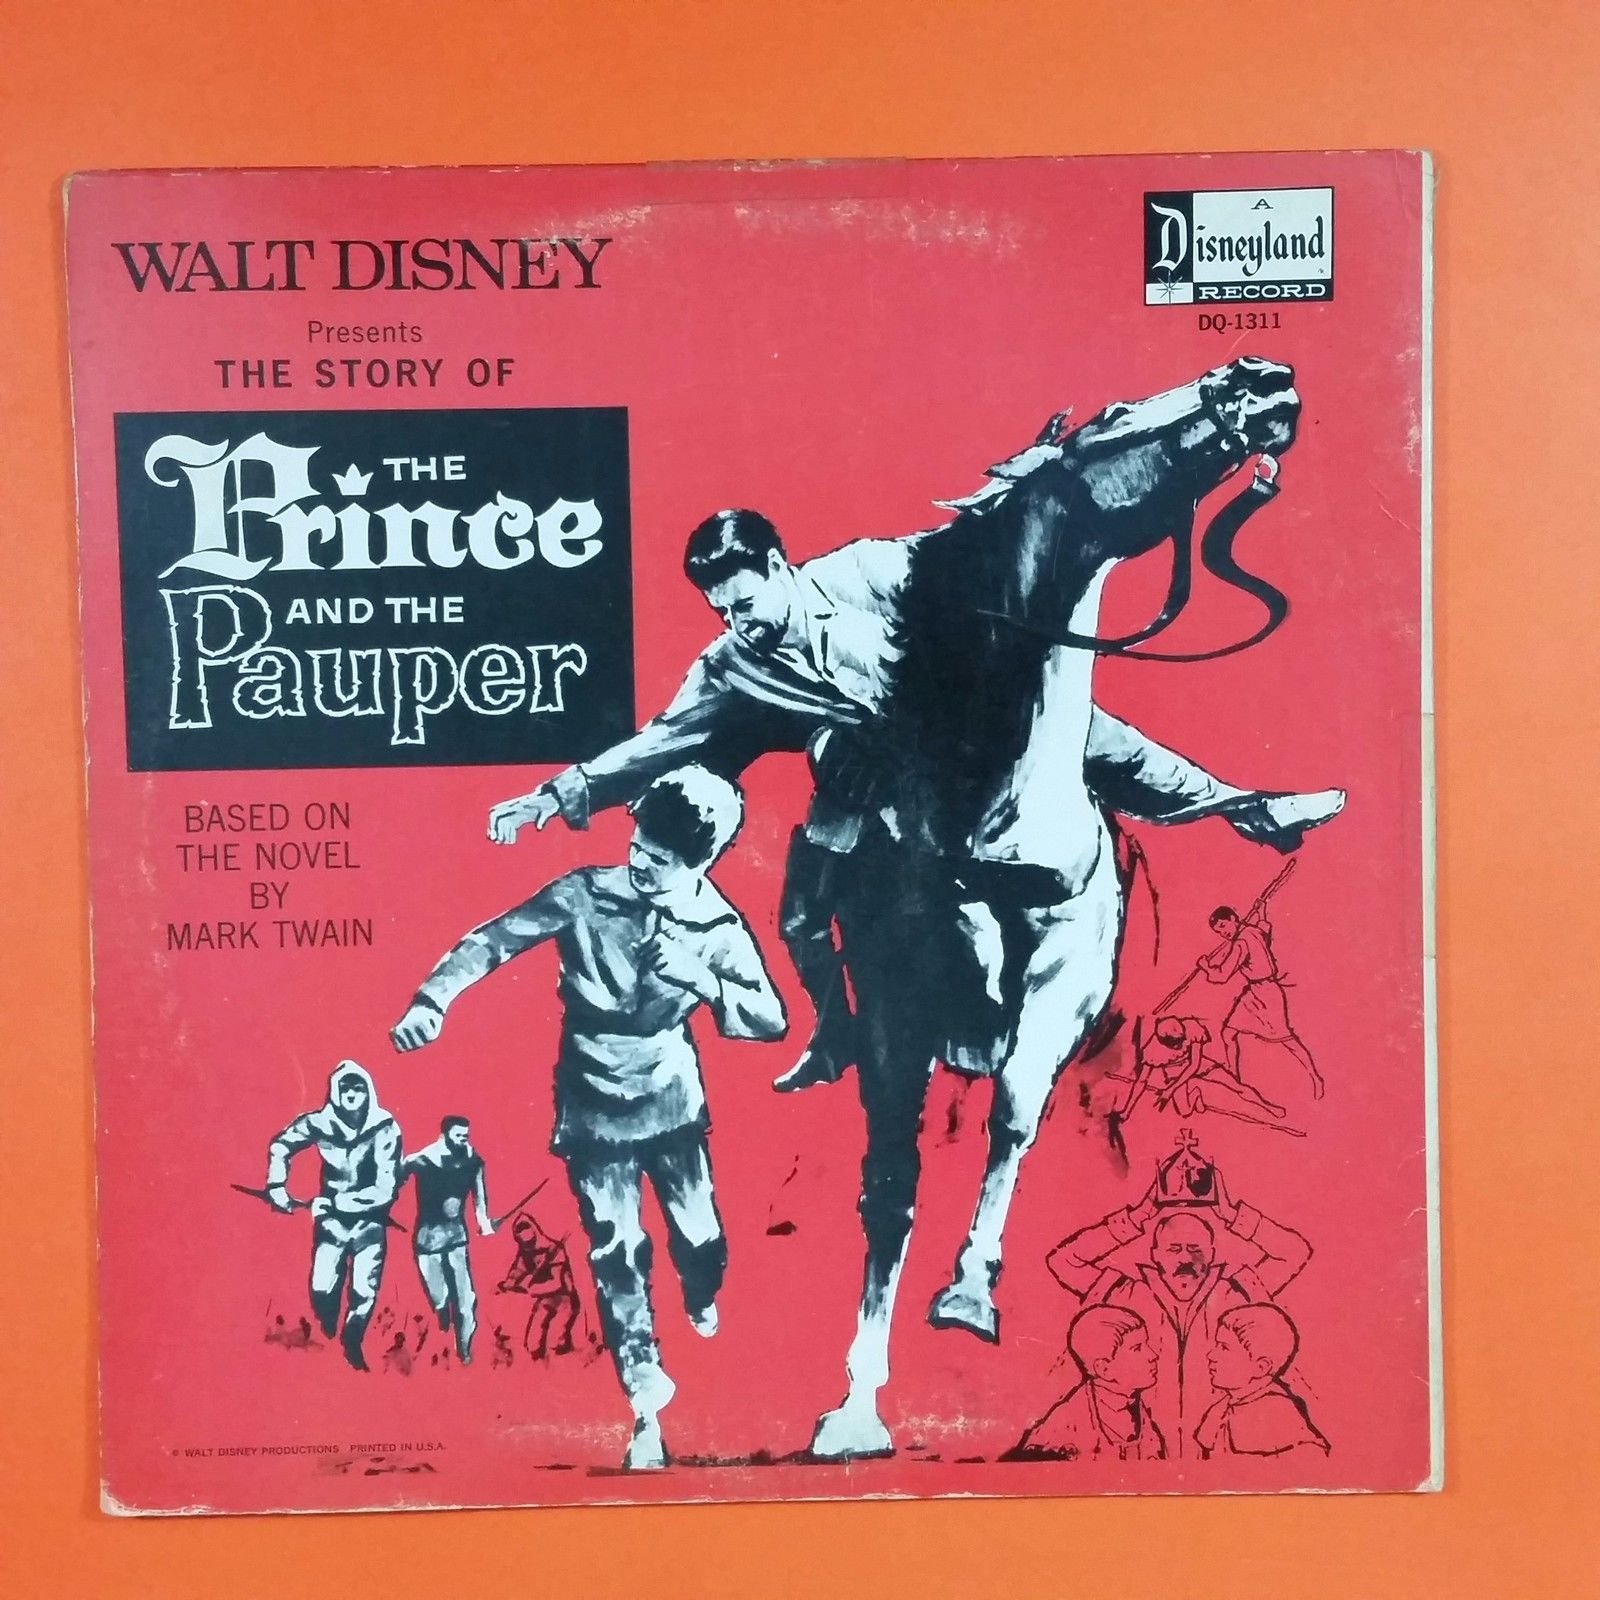 WALT DISNEY
Presents
THE STORY OF
THE
Prince
AND THE
Pauper
BASED ON
THE NOVEL
BY
MARK TWAIN
A
Disneyland
RECORD
DQ-1311
© WALT DISNEY PRODUCTIONS PRINTED IN U.S.A.